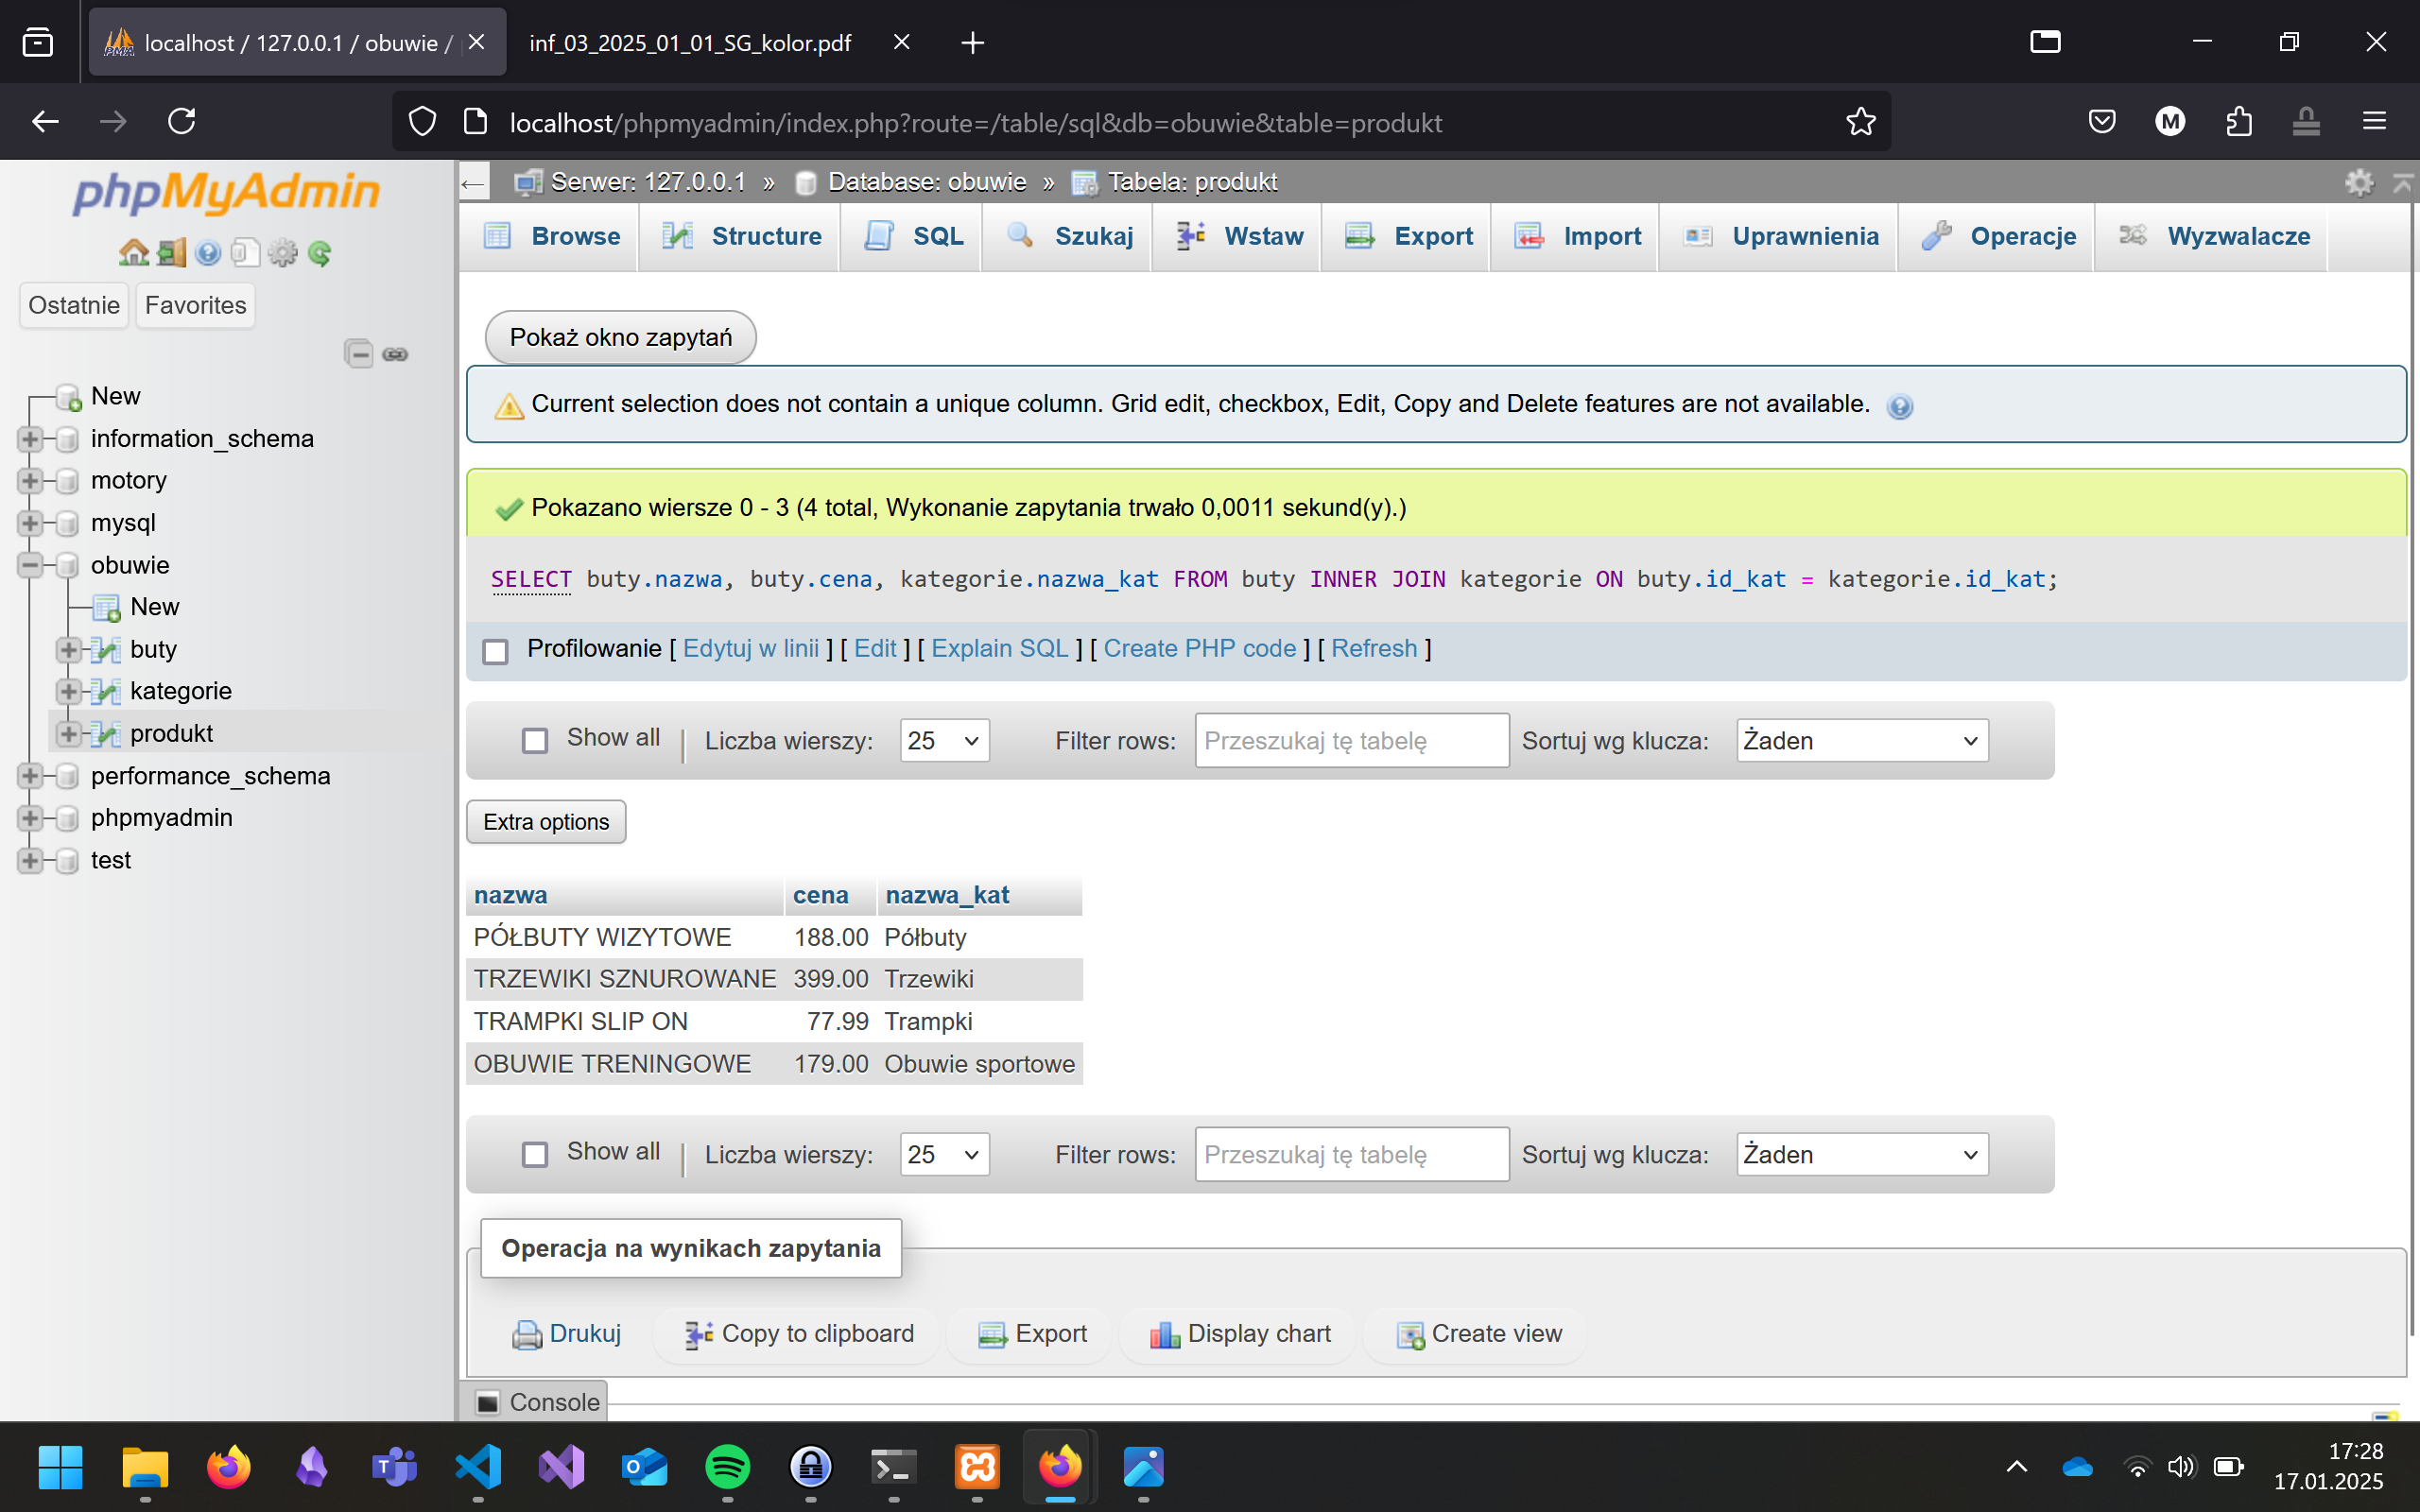 localhost / 127.0.0.1 / obuwie /
inf_03_2025_01_01_SG_kolor.pdf
localhost/phpmyadmin/index.php?route=/table/sql&db=obuwie&table=produkt
M
phpMyAdmin
Ostatnie Favorites
New
information_schema
motory
mysql
obuwie
New
buty
kategorie
produkt
performance_schema
phpmyadmin
test
Serwer: 127.0.0.1 » Database: obuwie » Tabela: produkt
Browse Structure SQL Szukaj Wstaw Export Import Uprawnienia Operacje Wyzwalacze
Pokaż okno zapytań
Current selection does not contain a unique column. Grid edit, checkbox, Edit, Copy and Delete features are not available.
Pokazano wiersze 0 - 3 (4 total, Wykonanie zapytania trwało 0,0011 sekund(y).)
SELECT buty.nazwa, buty.cena, kategorie.nazwa_kat FROM buty INNER JOIN kategorie ON buty.id_kat = kategorie.id_kat;
Profilowanie [ Edytuj w linii ] [ Edit ] [ Explain SQL ] [ Create PHP code ] [ Refresh ]
Show all | Liczba wierszy: 25 Filter rows: Przeszukaj tę tabelę Sortuj wg klucza: Żaden
Extra options
nazwa cena nazwa_kat
PÓŁBUTY WIZYTOWE 188.00 Półbuty
TRZEWIKI SZNUROWANE 399.00 Trzewiki
TRAMPKI SLIP ON 77.99 Trampki
OBUWIE TRENINGOWE 179.00 Obuwie sportowe
Show all | Liczba wierszy: 25 Filter rows: Przeszukaj tę tabelę Sortuj wg klucza: Żaden
Operacja na wynikach zapytania
Drukuj Copy to clipboard Export Display chart Create view
Console
17:28
17.01.2025